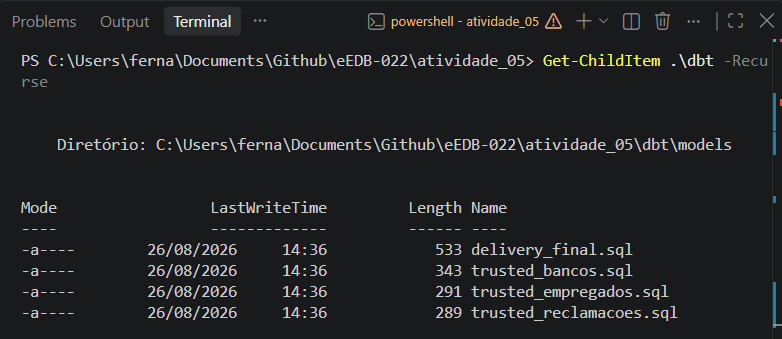 Problems Output Terminal ··· powershell - atividade_05 ···
PS C:\Users\ferna\Documents\Github\eEDB-022\atividade_05> Get-ChildItem .\dbt -Recu
rse
Diretório: C:\Users\ferna\Documents\Github\eEDB-022\atividade_05\dbt\models
Mode LastWriteTime Length Name
---- ------------- ------ ----
-a---- 26/08/2026 14:36 533 delivery_final.sql
-a---- 26/08/2026 14:36 343 trusted_bancos.sql
-a---- 26/08/2026 14:36 291 trusted_empregados.sql
-a---- 26/08/2026 14:36 289 trusted_reclamacoes.sql